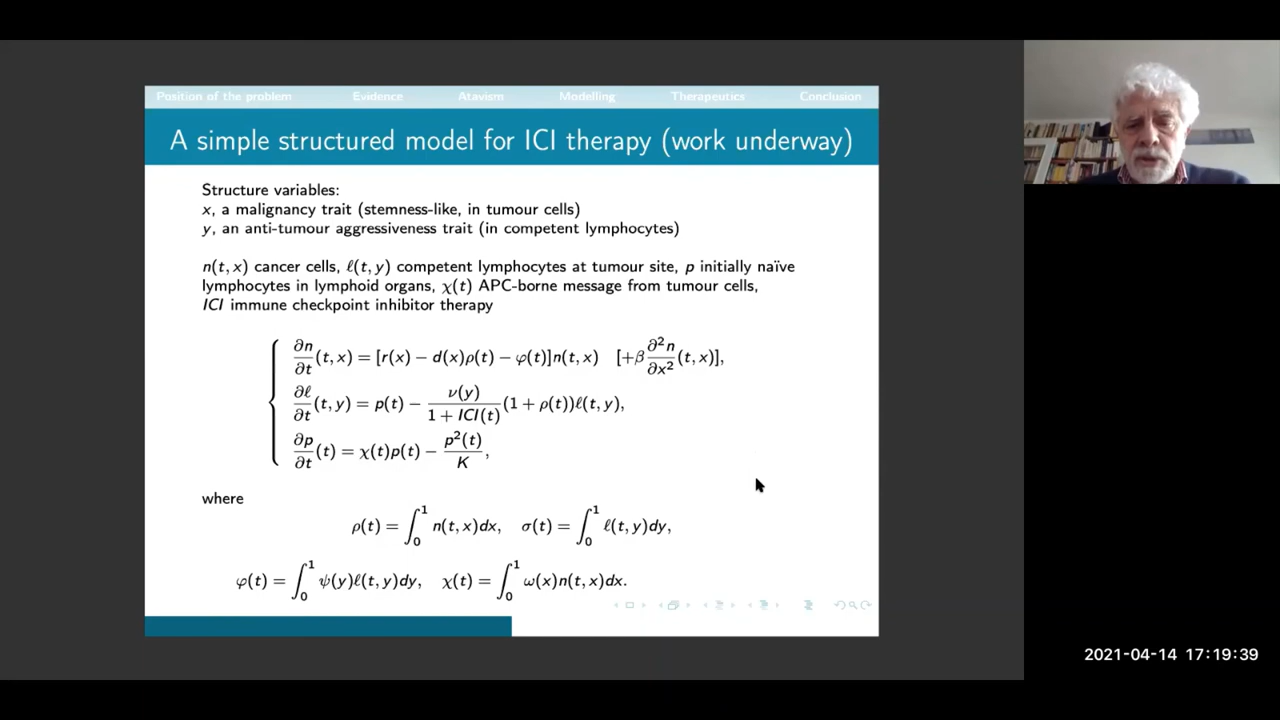 Position of the problem Evidence Atavism Modelling Therapeutics Conclusion
A simple structured model for ICI therapy (work underway)
Structure variables:
x, a malignancy trait (stemness-like, in tumour cells)
y, an anti-tumour aggressiveness trait (in competent lymphocytes)
n(t, x) cancer cells, ℓ(t, y) competent lymphocytes at tumour site, p initially naïve
lymphocytes in lymphoid organs, χ(t) APC-borne message from tumour cells,
ICI immune checkpoint inhibitor therapy
∂n/∂t (t, x) = [r(x) − d(x)ρ(t) − φ(t)]n(t, x) [+β ∂²n/∂x² (t, x)],
∂ℓ/∂t (t, y) = p(t) − ν(y)/(1 + ICI(t)) (1 + ρ(t))ℓ(t, y),
∂p/∂t (t) = χ(t)p(t) − p²(t)/K,
where
ρ(t) = ∫₀¹ n(t, x)dx, σ(t) = ∫₀¹ ℓ(t, y)dy,
φ(t) = ∫₀¹ ψ(y)ℓ(t, y)dy, χ(t) = ∫₀¹ ω(x)n(t, x)dx.
2021-04-14 17:19:39